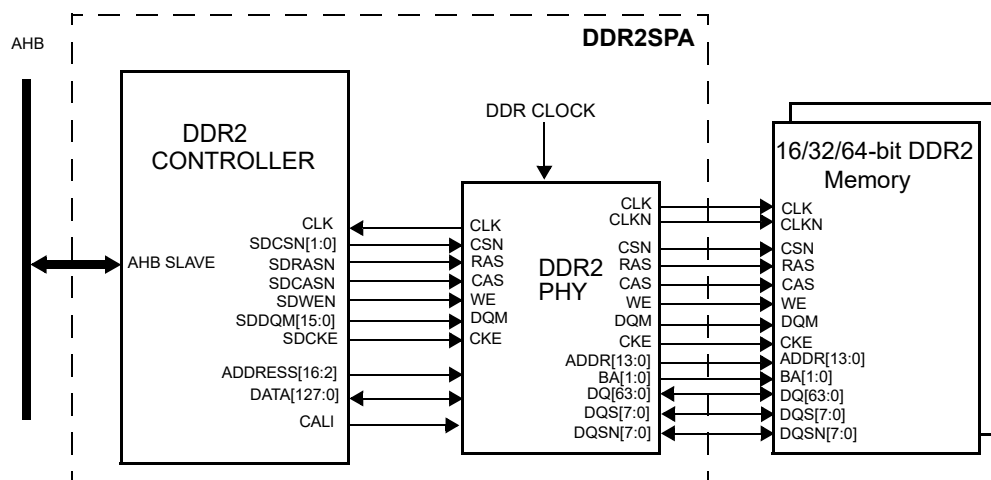 AHB
DDR2SPA
DDR CLOCK
DDR2
CONTROLLER
AHB SLAVE
CLK
SDCSN[1:0]
SDRASN
SDCASN
SDWEN
SDDQM[15:0]
SDCKE
ADDRESS[16:2]
DATA[127:0]
CALI
CLK
CSN
RAS
CAS
WE
DQM
CKE
DDR2
PHY
CLK
CLKN
CSN
RAS
CAS
WE
DQM
CKE
ADDR[13:0]
BA[1:0]
DQ[63:0]
DQS[7:0]
DQSN[7:0]
16/32/64-bit DDR2
Memory
CLK
CLKN
CSN
RAS
CAS
WE
DQM
CKE
ADDR[13:0]
BA[1:0]
DQ[63:0]
DQS[7:0]
DQSN[7:0]